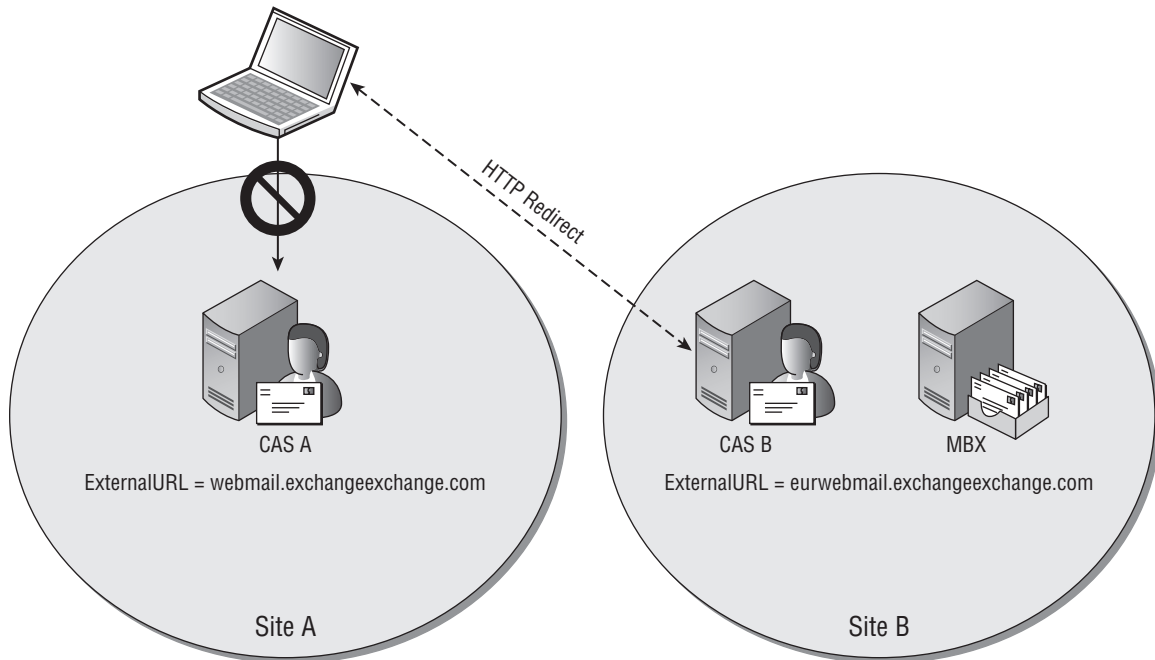 HTTP Redirect
CAS A
ExternalURL = webmail.exchangeexchange.com
Site A
CAS B
MBX
ExternalURL = eurwebmail.exchangeexchange.com
Site B